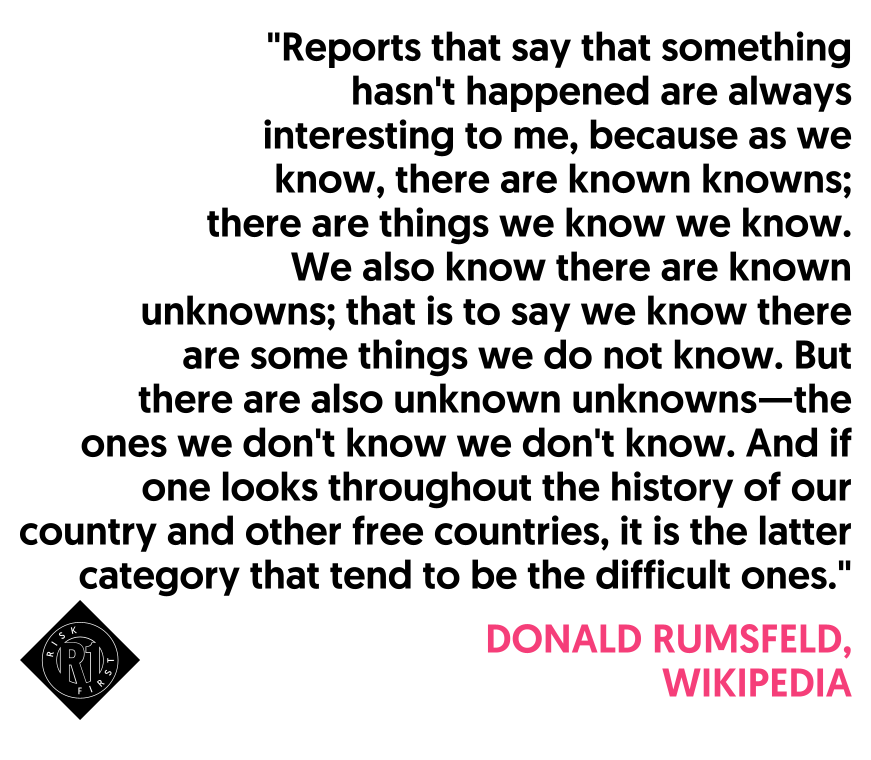 "Reports that say that something
hasn't happened are always
interesting to me, because as we
know, there are known knowns;
there are things we know we know.
We also know there are known
unknowns; that is to say we know there
are some things we do not know. But
there are also unknown unknowns—the
ones we don't know we don't know. And if
one looks throughout the history of our
country and other free countries, it is the latter
category that tend to be the difficult ones."
DONALD RUMSFELD,
WIKIPEDIA
RISK
R1
FIRST